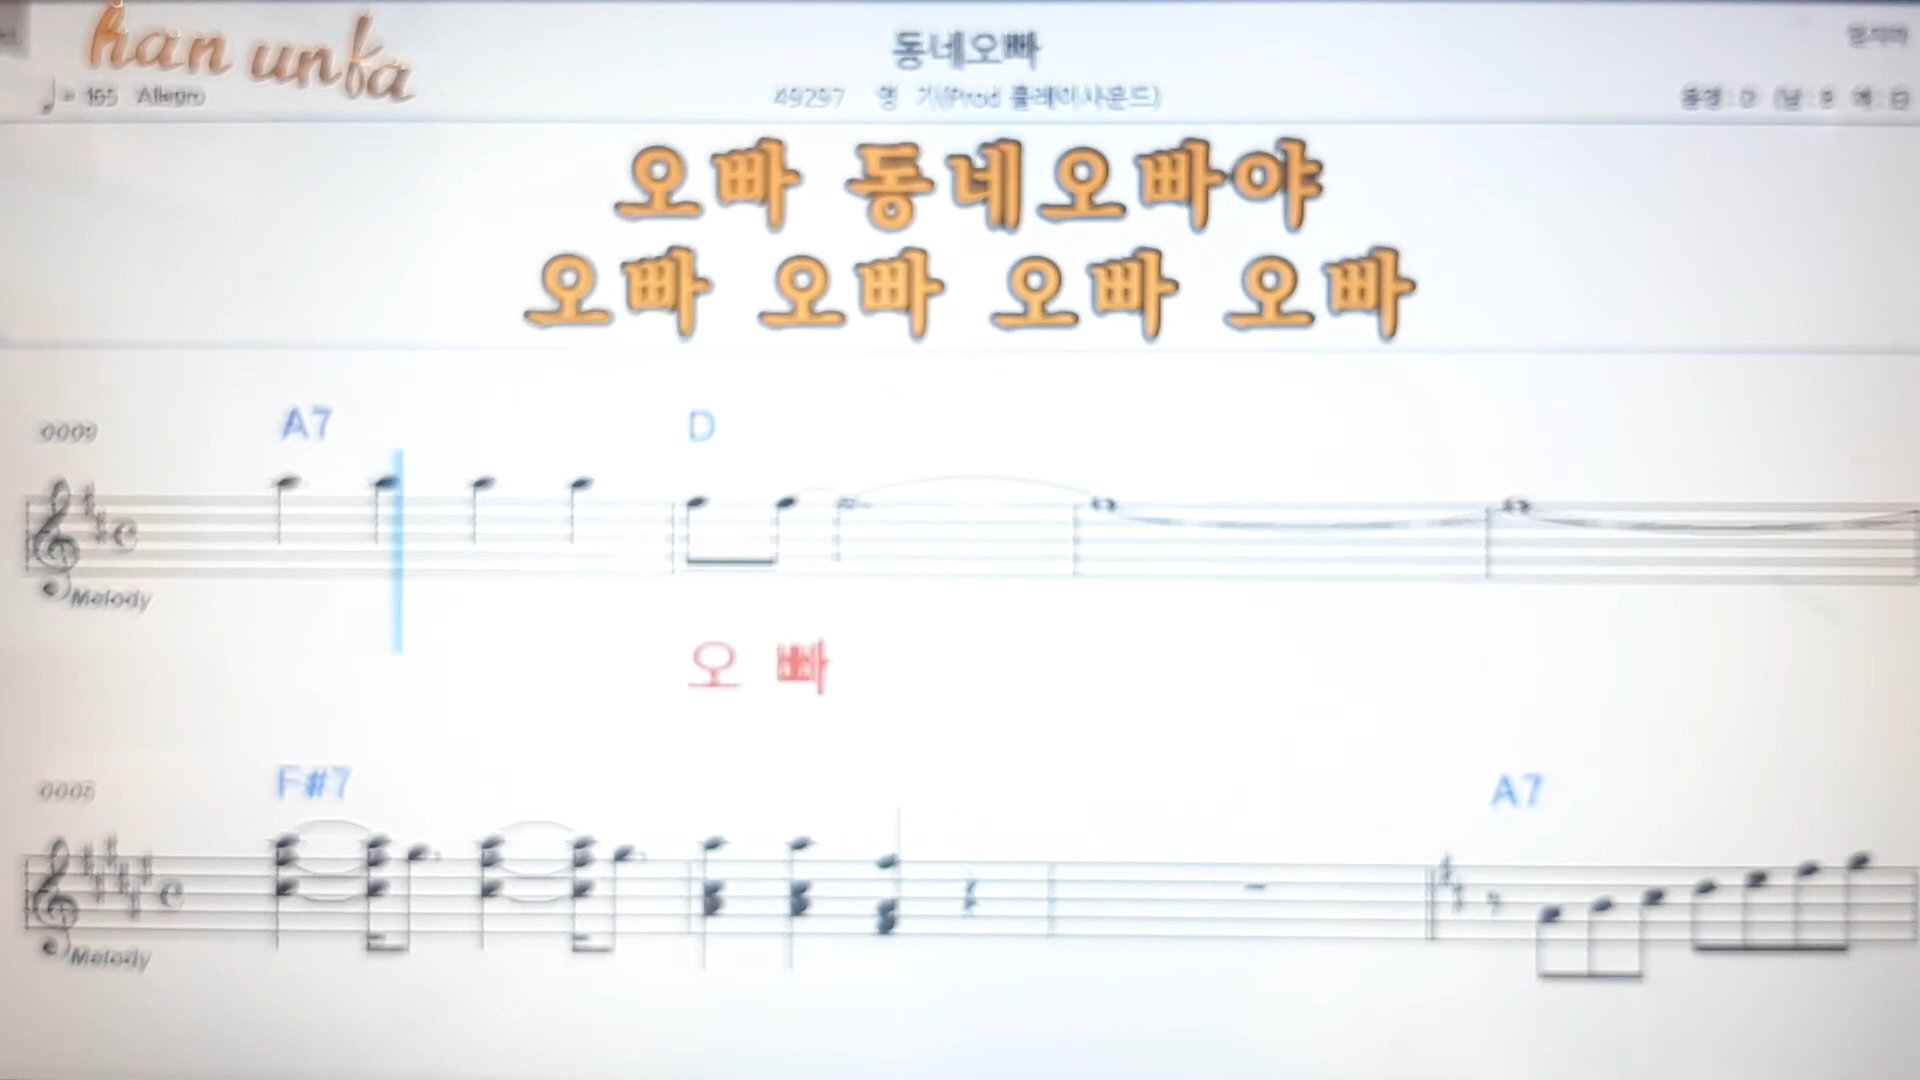 han unfa
동네오빠
♩= 165 Allegro
49297
오빠 동네오빠야
오빠 오빠 오빠 오빠
0009
A7 D
Melody
오 빠
F#7 A7
Melody